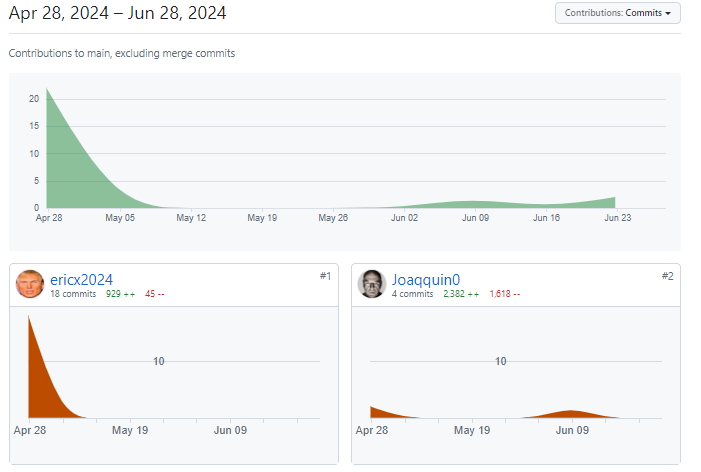 Apr 28, 2024 – Jun 28, 2024
Contributions: Commits
Contributions to main, excluding merge commits
20
15
10
5
0
Apr 28 May 05 May 12 May 19 May 26 Jun 02 Jun 09 Jun 16 Jun 23
ericx2024 #1
18 commits 929 ++ 45 --
10
Apr 28 May 19 Jun 09
Joaqquin0 #2
4 commits 2,382 ++ 1,618 --
10
Apr 28 May 19 Jun 09